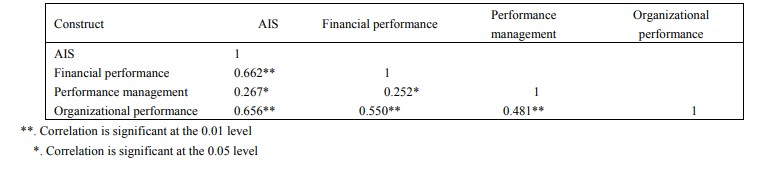 Construct AIS Financial performance Performance management Organizational performance
AIS 1
Financial performance 0.662** 1
Performance management 0.267* 0.252* 1
Organizational performance 0.656** 0.550** 0.481** 1
**. Correlation is significant at the 0.01 level
*. Correlation is significant at the 0.05 level